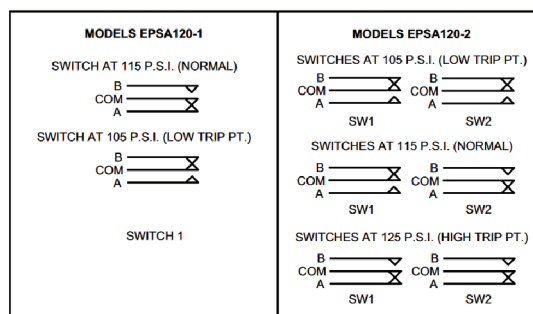 MODELS EPSA120-1
SWITCH AT 115 P.S.I. (NORMAL)
B
COM
A
SWITCH AT 105 P.S.I. (LOW TRIP PT.)
B
COM
A
SWITCH 1
MODELS EPSA120-2
SWITCHES AT 105 P.S.I. (LOW TRIP PT.)
B B
COM COM
A A
SW1 SW2
SWITCHES AT 115 P.S.I. (NORMAL)
B B
COM COM
A A
SW1 SW2
SWITCHES AT 125 P.S.I. (HIGH TRIP PT.)
B B
COM COM
A A
SW1 SW2